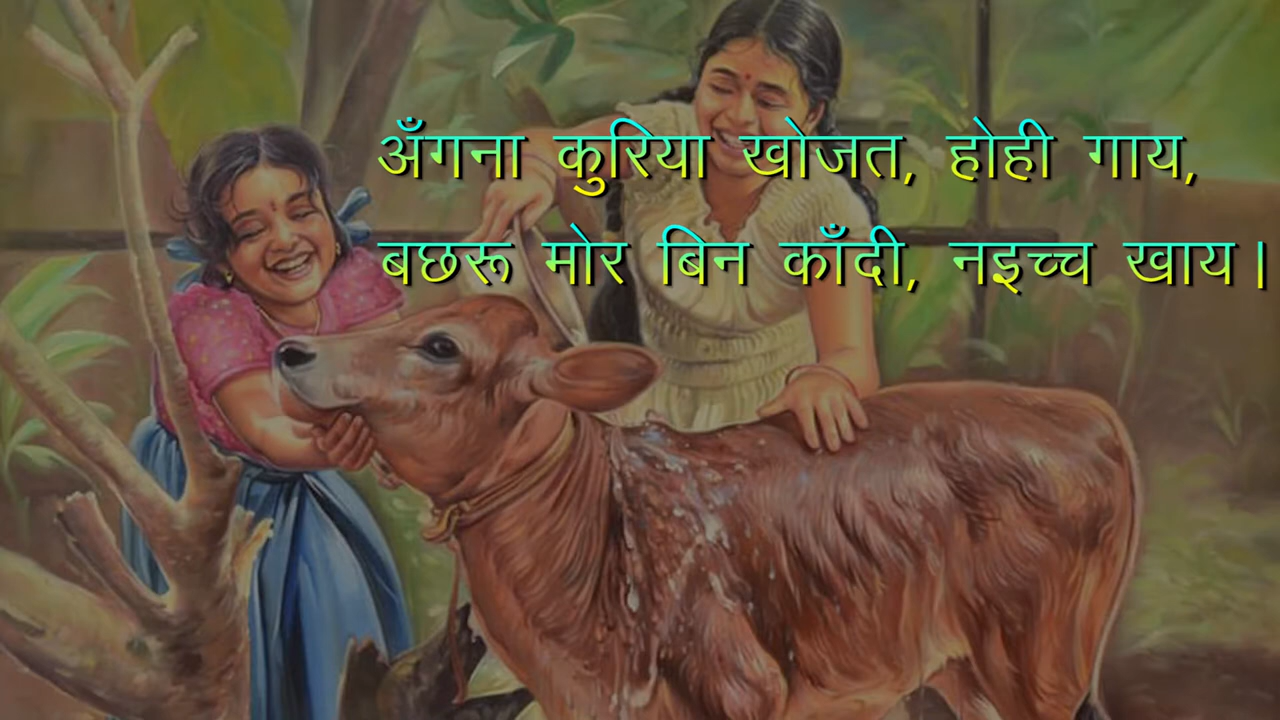 अँगना कुरिया खोजत, होही गाय,
बछरू मोर बिन काँदी, नइच्च खाय।